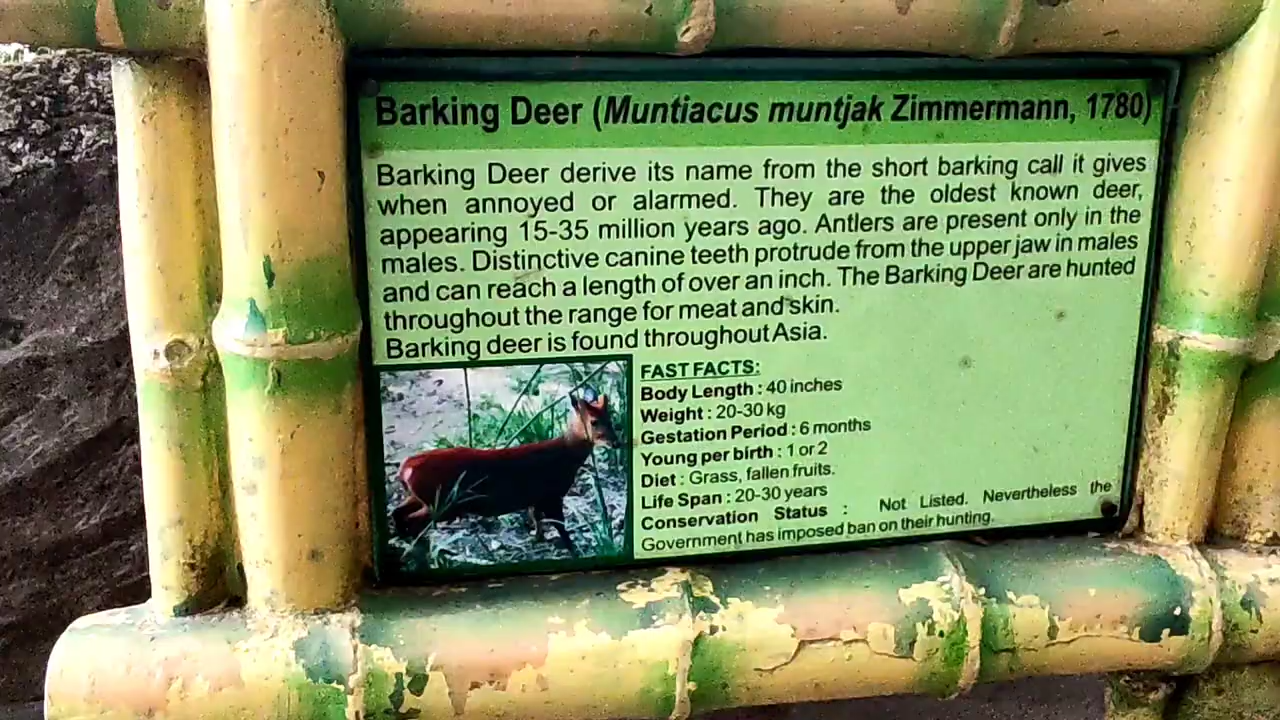 Barking Deer (Muntiacus muntjak Zimmermann, 1780)
Barking Deer derive its name from the short barking call it gives
when annoyed or alarmed. They are the oldest known deer,
appearing 15-35 million years ago. Antlers are present only in the
males. Distinctive canine teeth protrude from the upper jaw in males
and can reach a length of over an inch. The Barking Deer are hunted
throughout the range for meat and skin.
Barking deer is found throughout Asia.
FAST FACTS:
Body Length : 40 inches
Weight : 20-30 kg
Gestation Period : 6 months
Young per birth : 1 or 2
Diet : Grass, fallen fruits.
Life Span : 20-30 years
Conservation Status : Not Listed. Nevertheless the
Government has imposed ban on their hunting.